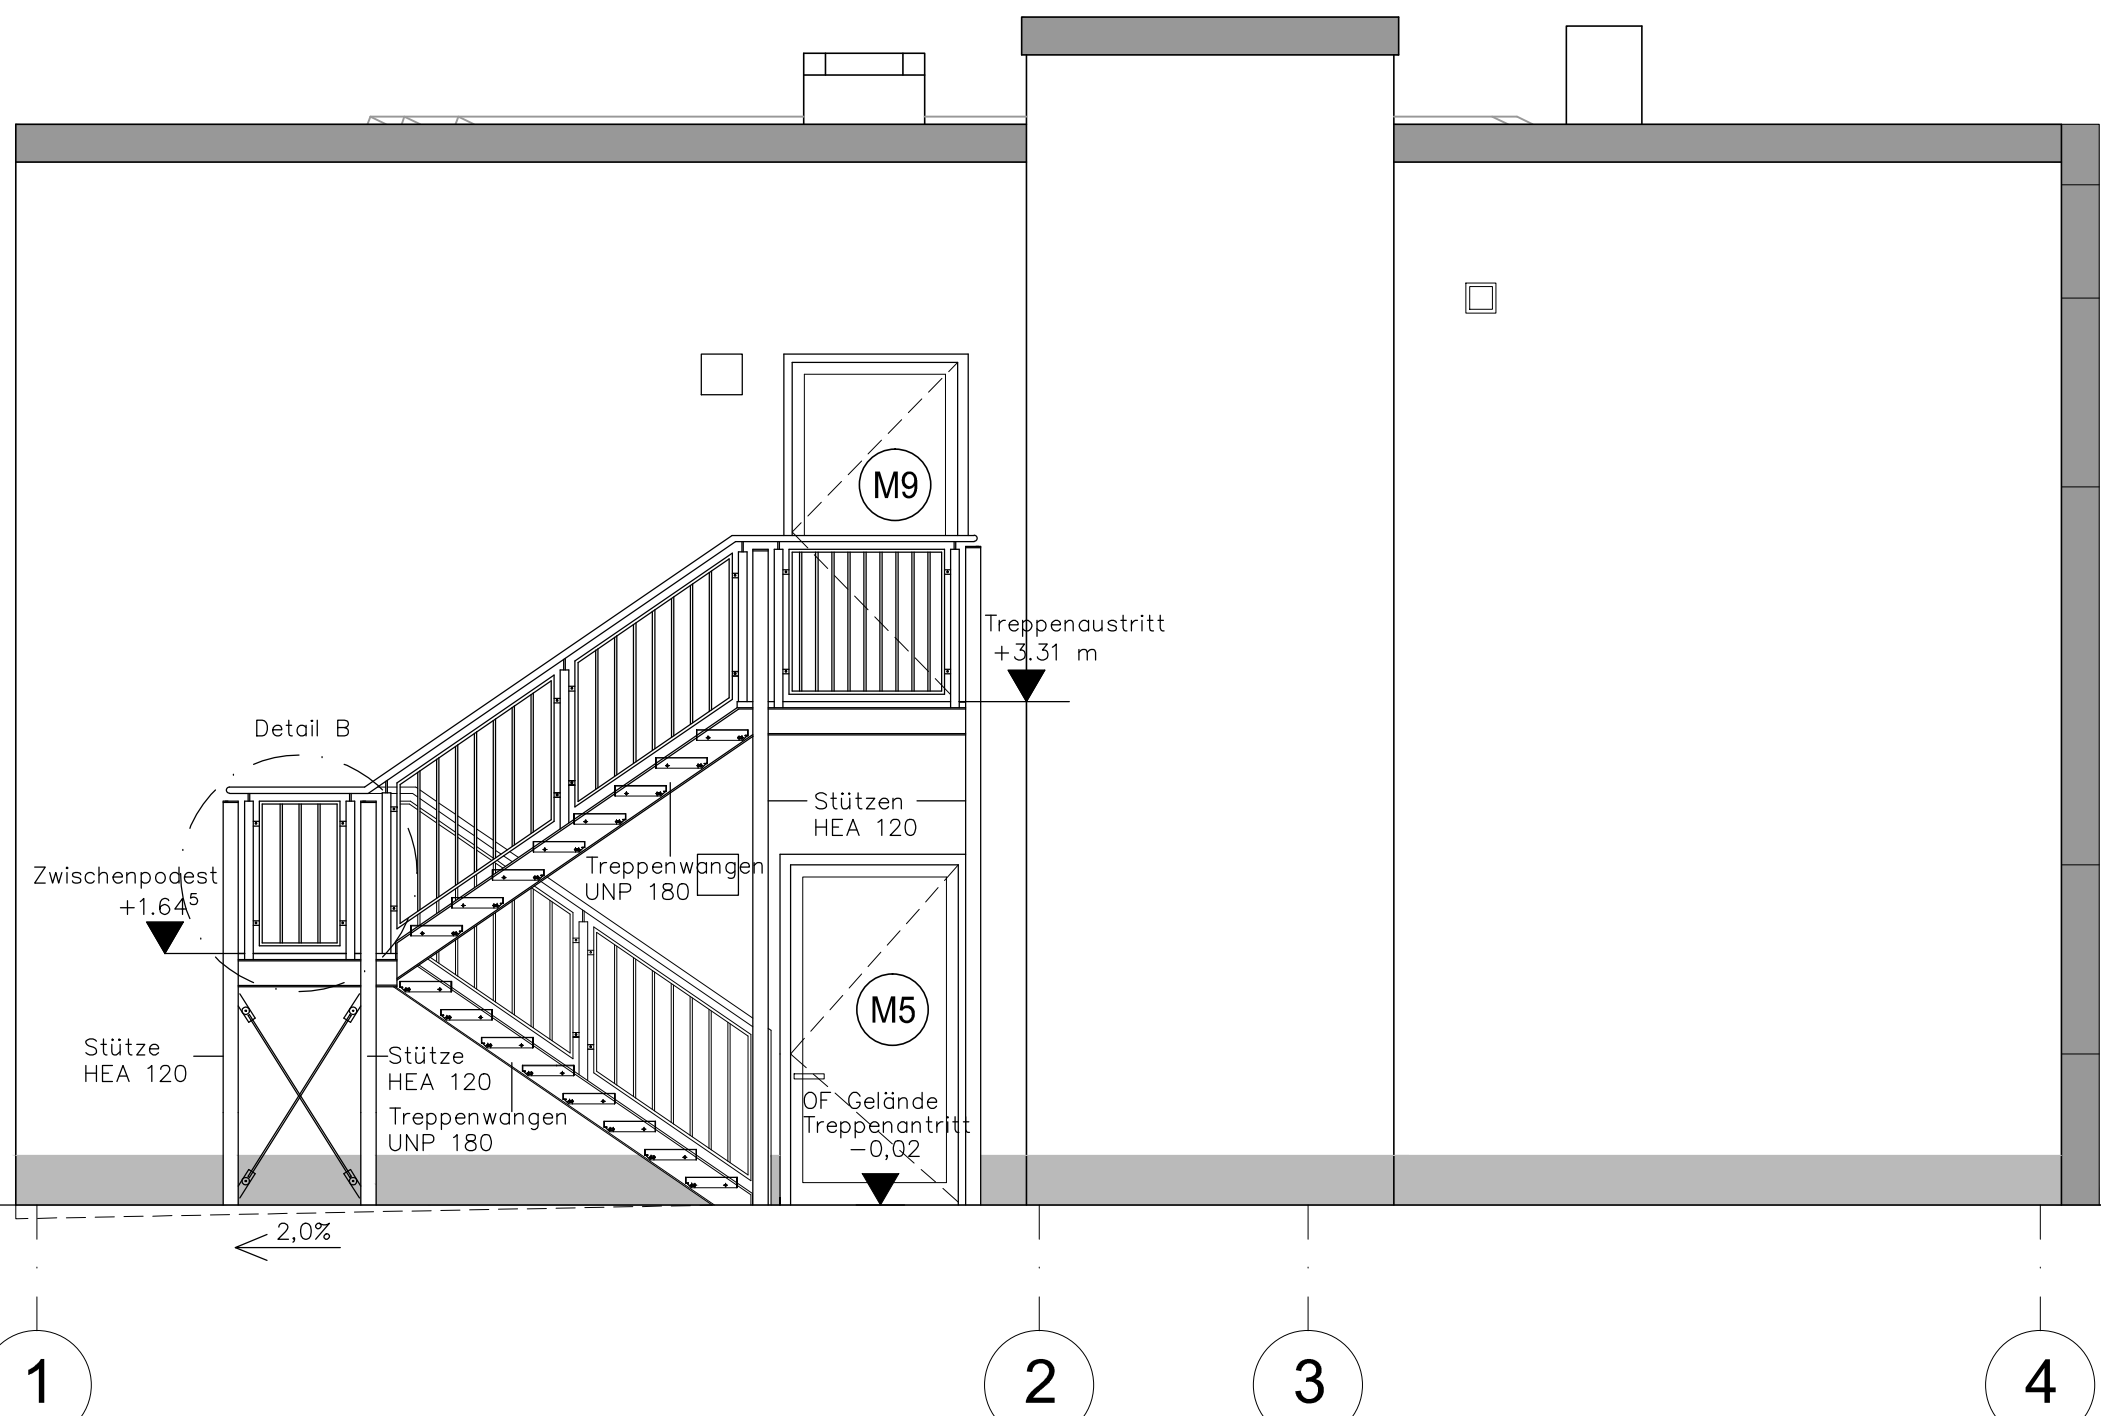 M9
Treppenaustritt
+3.31 m
Detail B
Stützen
HEA 120
Treppenwangen
UNP 180
Zwischenpodest
+1.64⁵
M5
Stütze
HEA 120
Stütze
HEA 120
Treppenwangen
UNP 180
OF Gelände
Treppenantritt
-0,02
2,0%
1
2
3
4